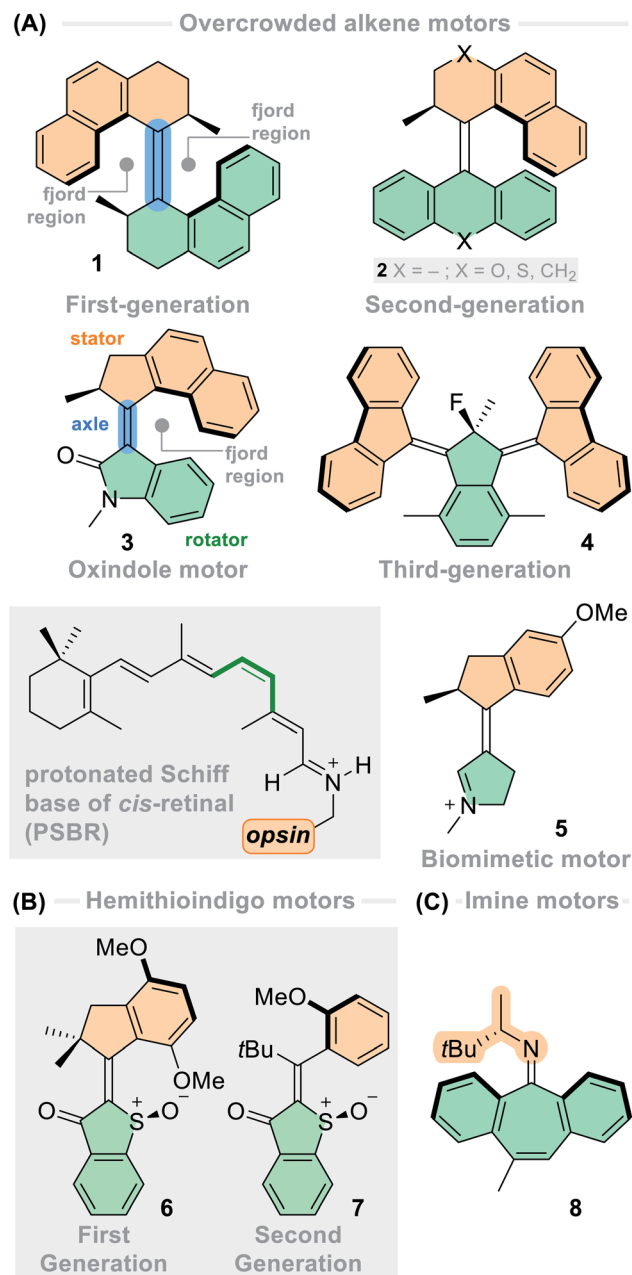 (A) Overcrowded alkene motors
fjord
region
fjord
region
1
First-generation
X
X
2 X = – ; X = O, S, CH₂
Second-generation
stator
axle
O
N
fjord
region
3
rotator
Oxindole motor
F
4
Third-generation
H
N
+
H
opsin
protonated Schiff
base of cis-retinal
(PSBR)
OMe
N
+
5
Biomimetic motor
(B) Hemithioindigo motors
MeO
OMe
O
S
+
O
–
6
First
Generation
MeO
tBu
O
S
+
O
–
7
Second
Generation
(C) Imine motors
tBu
N
8